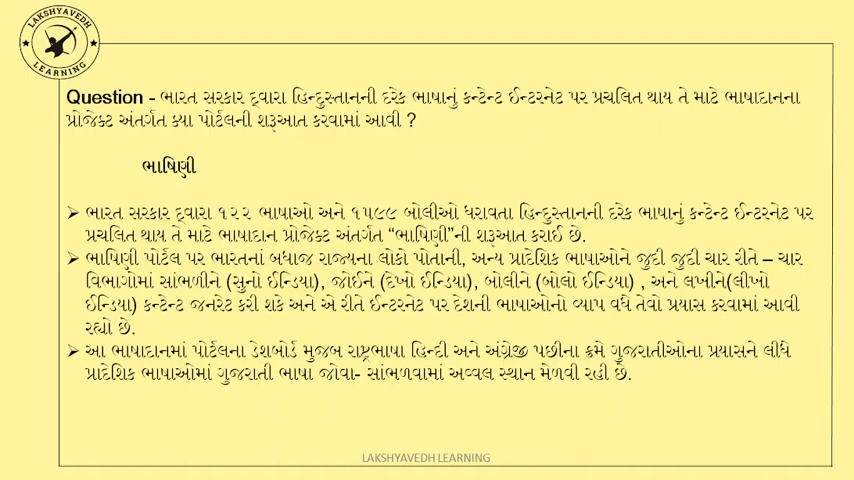 LAKSHYAVEDH
LEARNING
Question - ભારત સરકાર દ્વારા હિન્દુસ્તાનની દરેક ભાષાનું કન્ટેન્ટ ઈન્ટરનેટ પર પ્રચલિત થાય તે માટે ભાષાદાનના
પ્રોજેક્ટ અંતર્ગત ક્યા પોર્ટલની શરૂઆત કરવામાં આવી ?
ભાષિણી
➢ ભારત સરકાર દ્વારા ૧૨૨ ભાષાઓ અને ૧૫૯૯ બોલીઓ ધરાવતા હિન્દુસ્તાનની દરેક ભાષાનું કન્ટેન્ટ ઈન્ટરનેટ પર
પ્રચલિત થાય તે માટે ભાષાદાન પ્રોજેક્ટ અંતર્ગત “ભાષિણી”ની શરૂઆત કરાઈ છે.
➢ ભાષિણી પોર્ટલ પર ભારતનાં બધાજ રાજ્યના લોકો પોતાની, અન્ય પ્રાદેશિક ભાષાઓને જુદી જુદી ચાર રીતે – ચાર
વિભાગોમાં સાંભળીને (સુનો ઈન્ડિયા), જોઈને (દેખો ઈન્ડિયા), બોલીને (બોલો ઈન્ડિયા) , અને લખીને(લીખો
ઈન્ડિયા) કન્ટેન્ટ જનરેટ કરી શકે અને એ રીતે ઈન્ટરનેટ પર દેશની ભાષાઓનો વ્યાપ વધે તેવો પ્રયાસ કરવામાં આવી
રહ્યો છે.
➢ આ ભાષાદાનમાં પોર્ટલના ડેશબોર્ડ મુજબ રાષ્ટ્રભાષા હિન્દી અને અંગ્રેજી પછીના ક્રમે ગુજરાતીઓના પ્રયાસને લીધે
પ્રાદેશિક ભાષાઓમાં ગુજરાતી ભાષા જોવા- સાંભળવામાં અવ્વલ સ્થાન મેળવી રહી છે.
LAKSHYAVEDH LEARNING